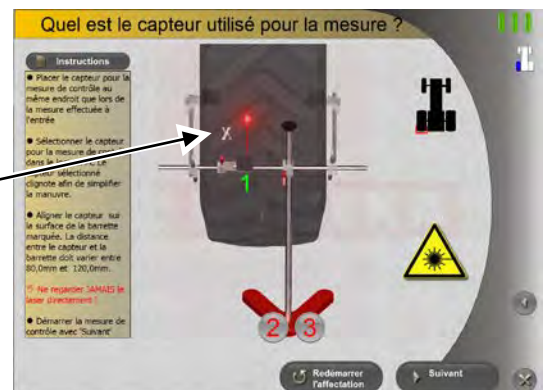 Quel est le capteur utilisé pour la mesure ?
Instructions
● Placer le capteur pour la
mesure de contrôle au
même endroit que lors de
la mesure effectuée à
l'entrée
● Sélectionner le capteur
pour la mesure de
dans le
sélectionné
clignote afin de simplifier
la manuvre.
● Aligner le capteur sur
la surface de la barrette
marquée. La distance
entre le capteur et la
barrette doit varier entre
80,0mm et 120,0mm.
Ne regarder JAMAIS le
laser directement !
● Démarrer la mesure de
contrôle avec 'Suivant'
X
1
2 3
Redémarrer
l'affectation
Suivant